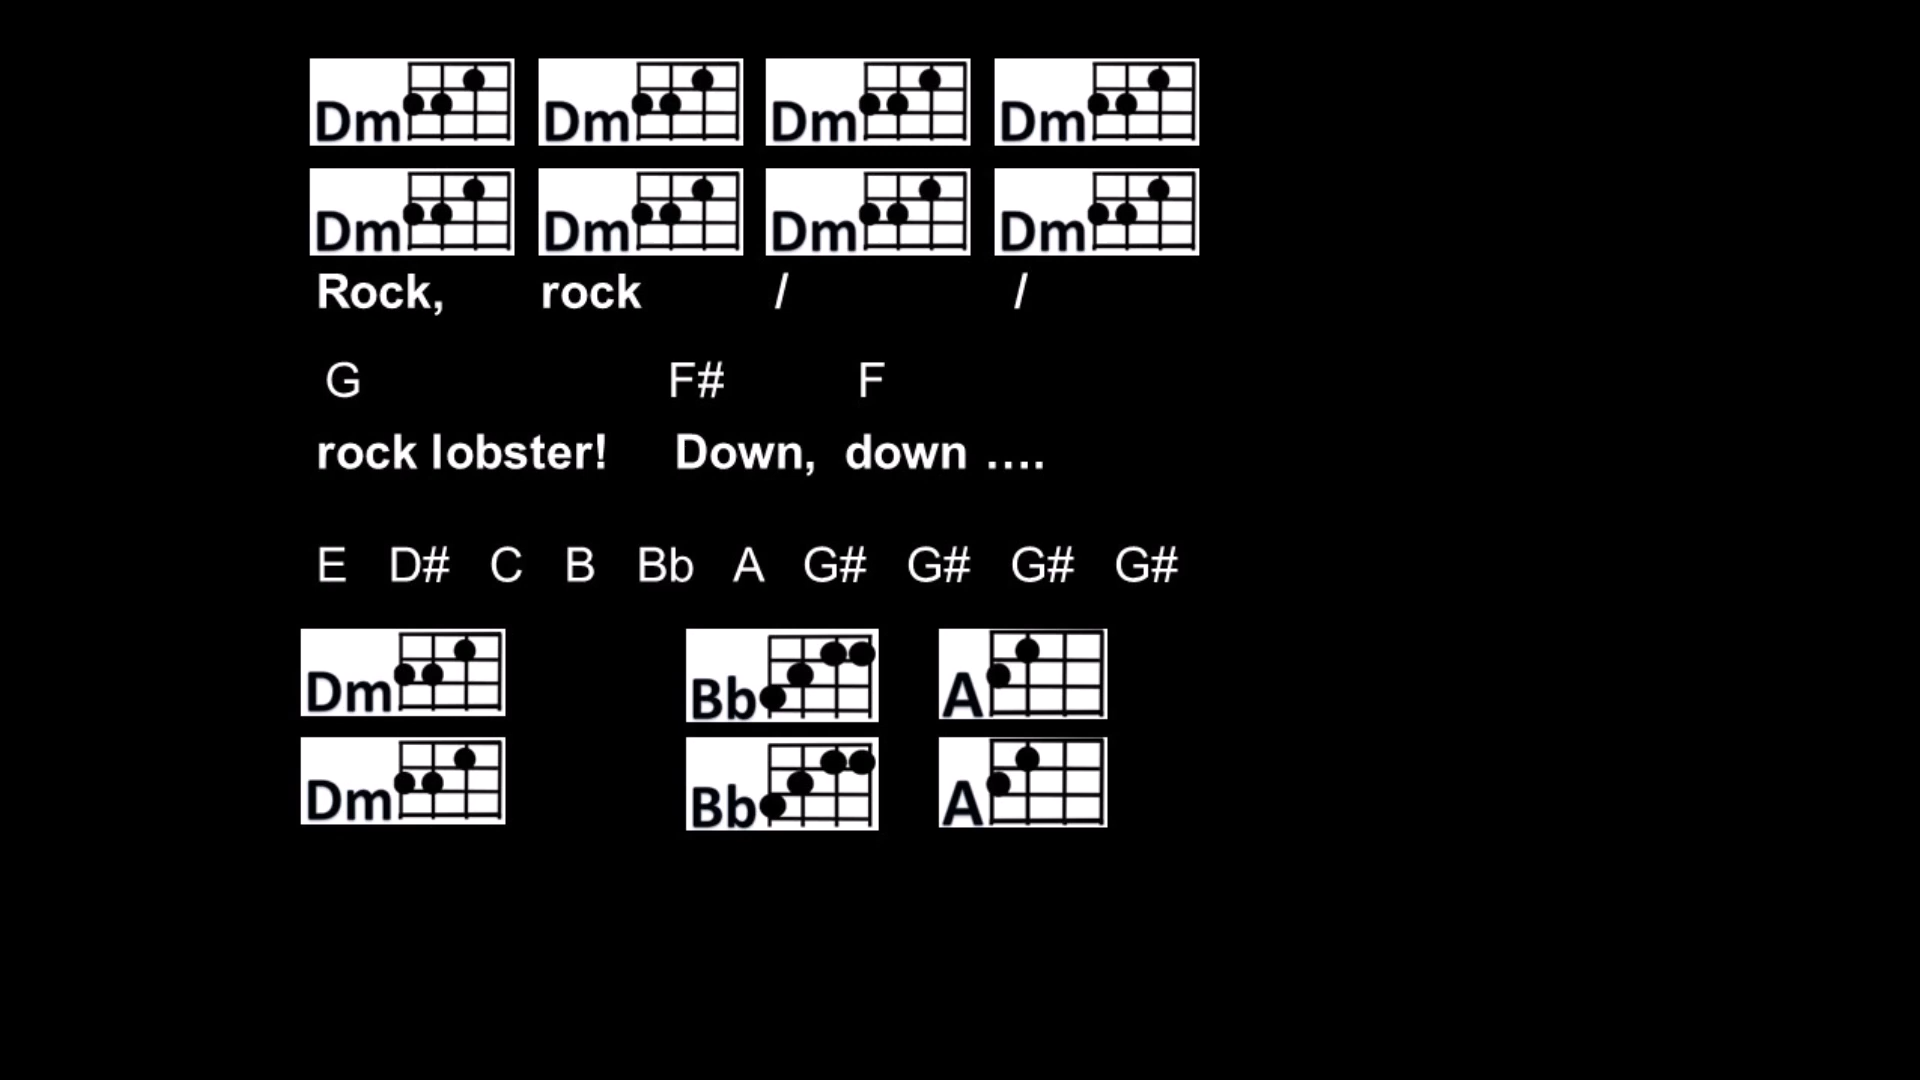 Dm Dm Dm Dm
Dm Dm Dm Dm
Rock, rock / /
G F# F
rock lobster! Down, down ....
E D# C B Bb A G# G# G# G#
Dm Bb A
Dm Bb A